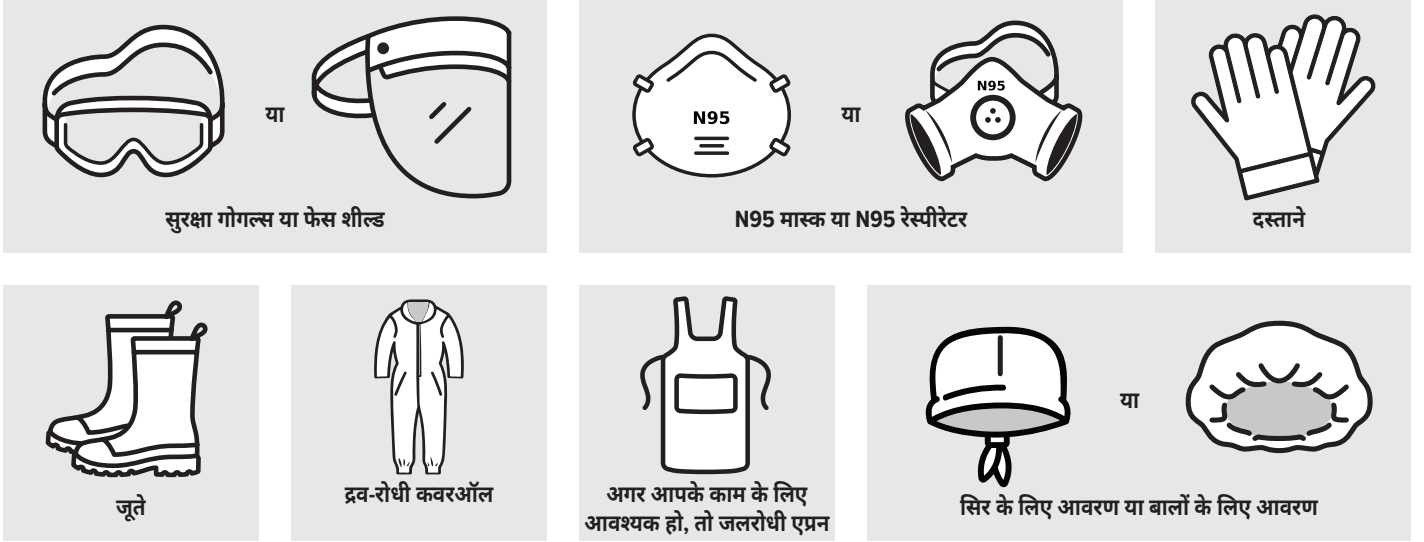 या
सुरक्षा गोगल्स या फेस शील्ड
N95
या
N95
N95 मास्क या N95 रेस्पीरेटर
दस्ताने
जूते
द्रव-रोधी कवरऑल
अगर आपके काम के लिए
आवश्यक हो, तो जलरोधी एप्रन
या
सिर के लिए आवरण या बालों के लिए आवरण